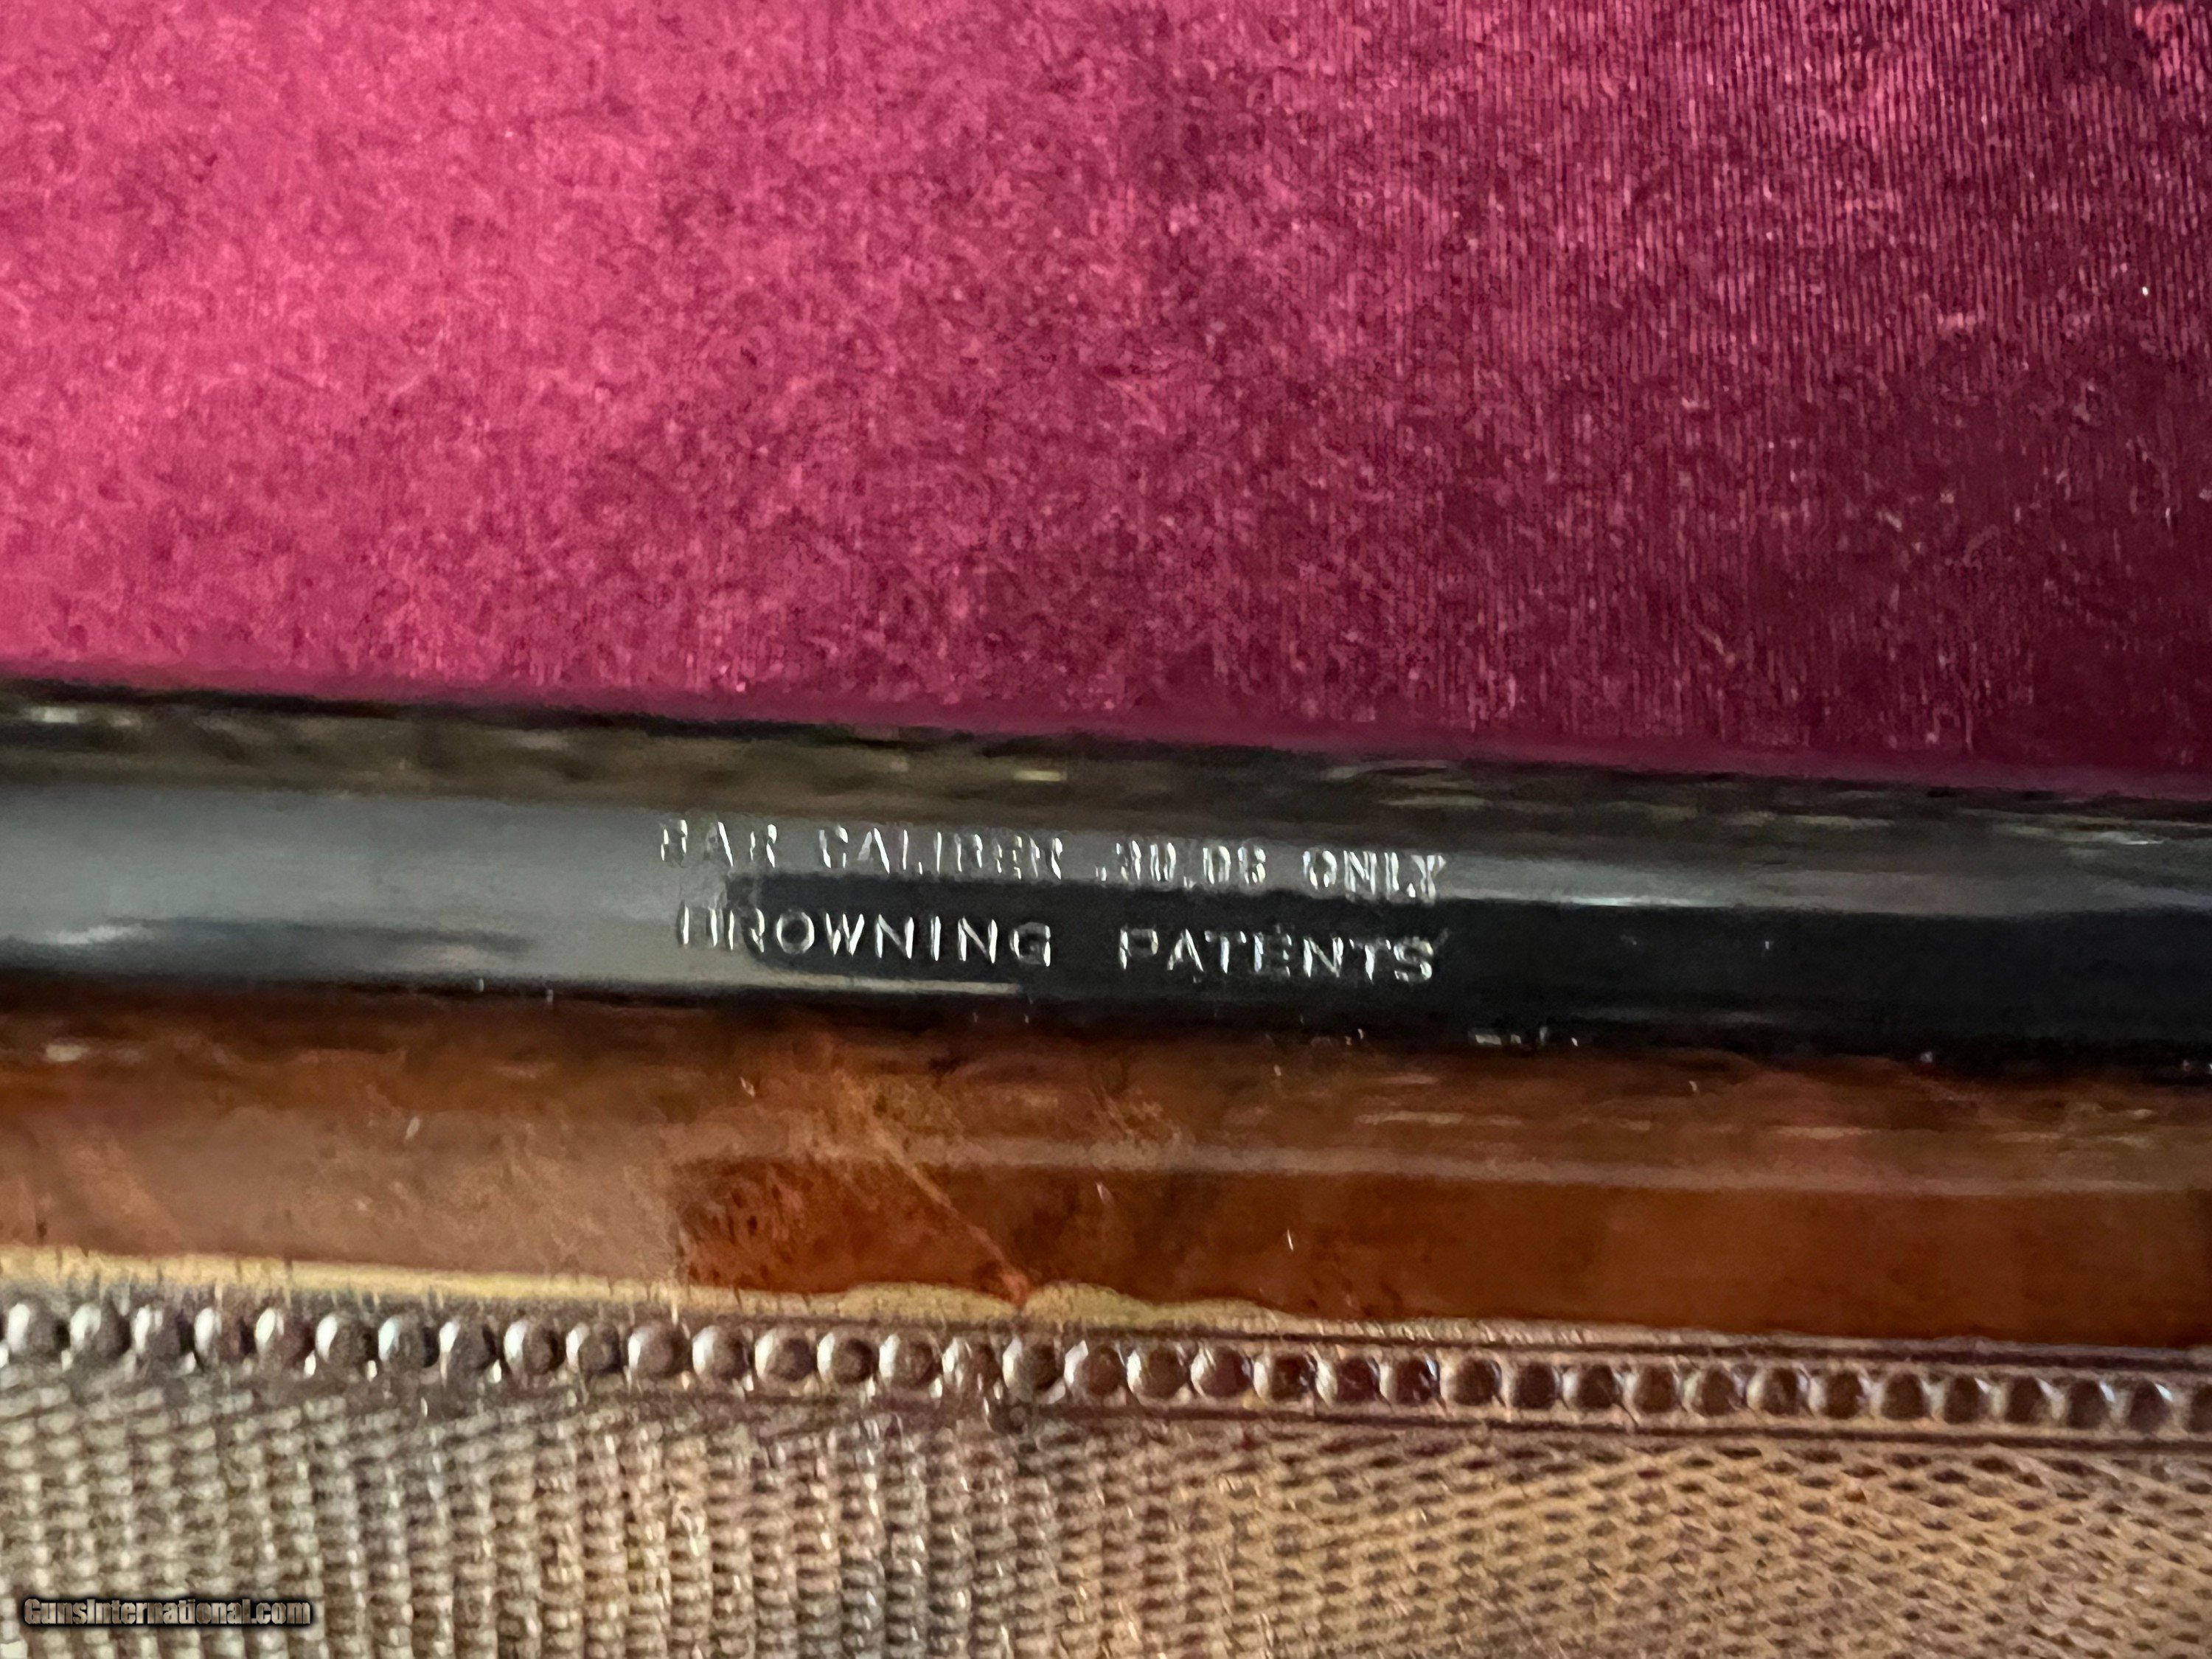 BAR CALIBER .30.06 ONLY
BROWNING PATENTS
GunsInternational.com